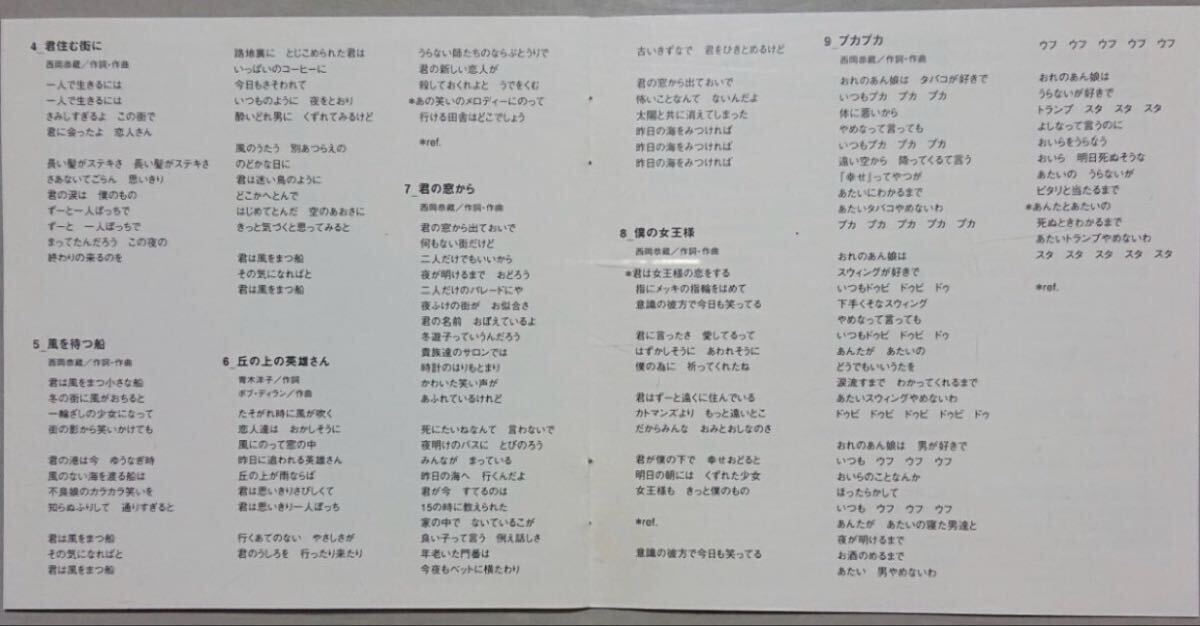 4_君住む街に
西岡恭蔵／作詞・作曲
一人で生きるには
一人で生きるには
さみしすぎるよ　この街で
君に会ったよ　恋人さん
長い髪がステキさ　長い髪がステキさ
さあないてごらん　思いきり
君の涙は　僕のもの
ずーと一人ぼっちで
ずーと　一人ぼっちで
まってたんだろう　この夜の
終わりの来るのを
5_風を待つ船
西岡恭蔵／作詞・作曲
君は風をまつ小さな船
冬の街に風がおちると
一輪ざしの少女になって
街の影から笑いかけても
君の港は今　ゆうなぎ時
風のない海を渡る船は
不良娘のカラカラ笑いを
知らぬふりして　通りすぎると
君は風をまつ船
その気になればと
君は風をまつ船
路地裏に　とじこめられた君は
いっぱいのコーヒーに
今日もさそわれて
いつものように　夜をとおり
酔いどれ男に　くずれてみるけど
風のうたう　別あつらえの
のどかな日に
君は迷い鳥のように
どこかへとんで
はじめてとんだ　空のあおさに
きっと気づくと思ってみると
君は風をまつ船
その気になればと
君は風をまつ船
6_丘の上の英雄さん
青木洋子／作詞
ボブ・ディラン／作曲
たそがれ時に風が吹く
恋人達は　おかしそうに
風にのって窓の中
昨日に追われる英雄さん
丘の上が雨ならば
君は思いきりさびしくて
君は思いきり一人ぼっち
行くあてのない　やさしさが
君のうしろを　行ったり来たり
うらない師たちのならぶとうりで
君の新しい恋人が
殺しておくれよと　うでをくむ
*あの笑いのメロディーにのって
行ける田舎はどこでしょう
*ref.
7_君の窓から
西岡恭蔵／作詞・作曲
君の窓から出ておいで
何もない街だけど
二人だけでもいいから
夜が明けるまで　おどろう
二人だけのパレードにや
夜ふけの街が　お似合さ
君の名前　おぼえているよ
冬遊子っていうんだろう
貴族達のサロンでは
時計のはりもとまり
かわいた笑い声が
あふれているけれど
死にたいねなんて　言わないで
夜明けのバスに　とびのろう
みんなが　まっている
昨日の海へ　行くんだよ
君が今　すてるのは
15の時に教えられた
家の中で　ないているこが
良い子って言う　例え話しさ
年老いた門番は
今夜もベットに横たわり
古いきずなで　君をひきとめるけど
君の窓から出ておいで
怖いことなんて　ないんだよ
太陽と共に消えてしまった
昨日の海をみつければ
昨日の海をみつければ
昨日の海をみつければ
8_僕の女王様
西岡恭蔵／作詞・作曲
*君は女王様の恋をする
指にメッキの指輪をはめて
意識の彼方で今日も笑ってる
君に言ったさ　愛してるって
はずかしそうに　あわれそうに
僕の為に　祈ってくれたね
君はずーと遠くに住んでいる
カトマンズより　もっと遠いとこ
だからみんな　おみとおしなのさ
君が僕の下で　幸せおどると
明日の朝には　くずれた少女
女王様も　きっと僕のもの
*ref.
意識の彼方で今日も笑ってる
9_プカプカ
西岡恭蔵／作詞・作曲
おれのあん娘は　タバコが好きで
いつもプカ　プカ　プカ
体に悪いから
やめなって言っても
いつもプカ　プカ　プカ
遠い空から　降ってくるて言う
「幸せ」ってやつが
あたいにわかるまで
あたいタバコやめないわ
プカ　プカ　プカ　プカ　プカ
おれのあん娘は
スウィングが好きで
いつもドゥビ　ドゥビ　ドゥ
下手くそなスウィング
やめなって言っても
いつもドゥビ　ドゥビ　ドゥ
あんたが　あたいの
どうでもいいうたを
涙流すまで　わかってくれるまで
あたいスウィングやめないわ
ドゥビ　ドゥビ　ドゥビ　ドゥビ　ドゥ
おれのあん娘は　男が好きで
いつも　ウフ　ウフ　ウフ
おいらのことなんか
ほったらかして
いつも　ウフ　ウフ　ウフ
あんたが　あたいの寝た男達と
夜が明けるまで
お酒のめるまで
あたい　男やめないわ
ウフ　ウフ　ウフ　ウフ　ウフ
おれのあん娘は
うらないが好きで
トランプ　スタ　スタ　スタ
よしなって言うのに
おいらをうらなう
おいら　明日死ぬそうな
あたいの　うらないが
ピタリと当たるまで
*あんたとあたいの
死ぬときわかるまで
あたいトランプやめないわ
スタ　スタ　スタ　スタ　スタ
*ref.